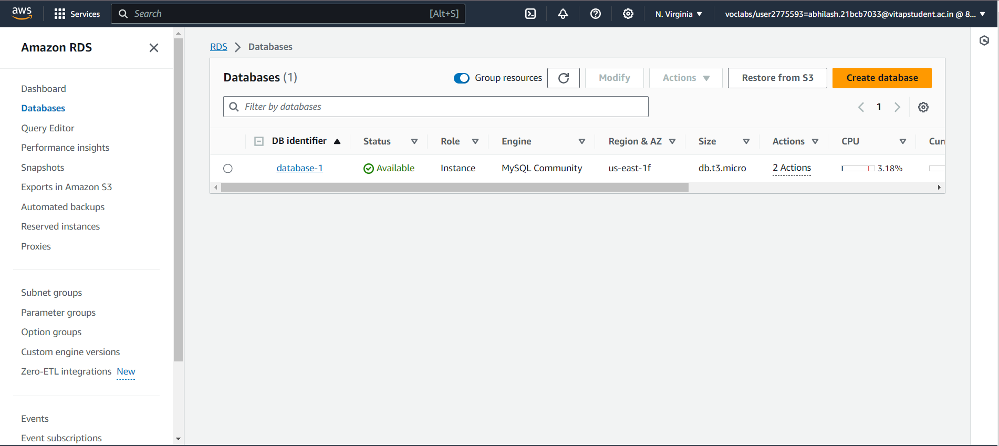 aws
Services
Search [Alt+S]
N. Virginia
voclabs/user2775593=abhilash.21bcb7033@vitapstudent.ac.in @ 8...
Amazon RDS
Dashboard
Databases
Query Editor
Performance insights
Snapshots
Exports in Amazon S3
Automated backups
Reserved instances
Proxies
Subnet groups
Parameter groups
Option groups
Custom engine versions
Zero-ETL integrations New
Events
Event subscriptions
RDS Databases
Databases (1)
Group resources
Modify
Actions
Restore from S3
Create database
Filter by databases
1
DB identifier Status Role Engine Region & AZ Size Actions CPU Curr
database-1 Available Instance MySQL Community us-east-1f db.t3.micro 2 Actions 3.18%